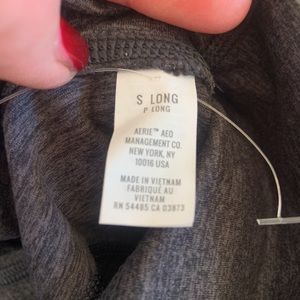 S LONG
P LONG
AERIE™ AEO
MANAGEMENT CO.
NEW YORK, NY
10016 USA
MADE IN VIETNAM
FABRIQUÉ AU
VIETNAM
RN 54485 CA 03873